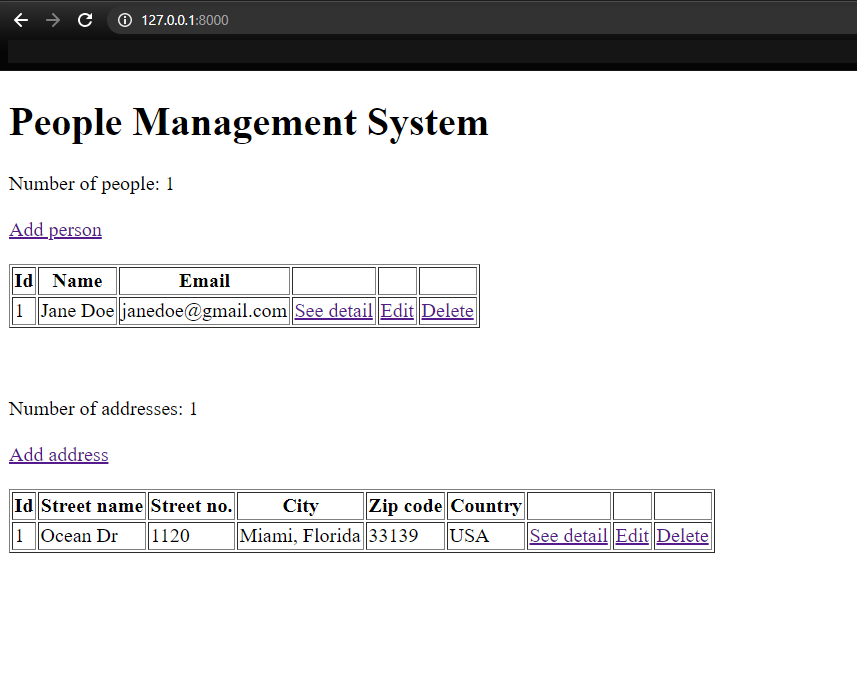 127.0.0.1:8000
People Management System
Number of people: 1
Add person
Id Name Email
1 Jane Doe janedoe@gmail.com See detail Edit Delete
Number of addresses: 1
Add address
Id Street name Street no. City Zip code Country
1 Ocean Dr 1120 Miami, Florida 33139 USA See detail Edit Delete